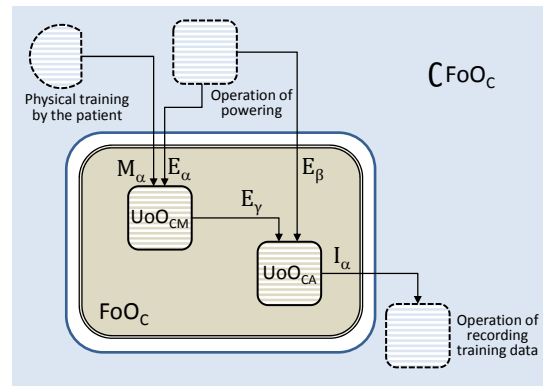 Physical training
by the patient
Operation of
powering
∁FoO_C
M_α
E_α
E_β
UoO_CM
E_γ
UoO_CA
I_α
FoO_C
Operation of
recording
training data